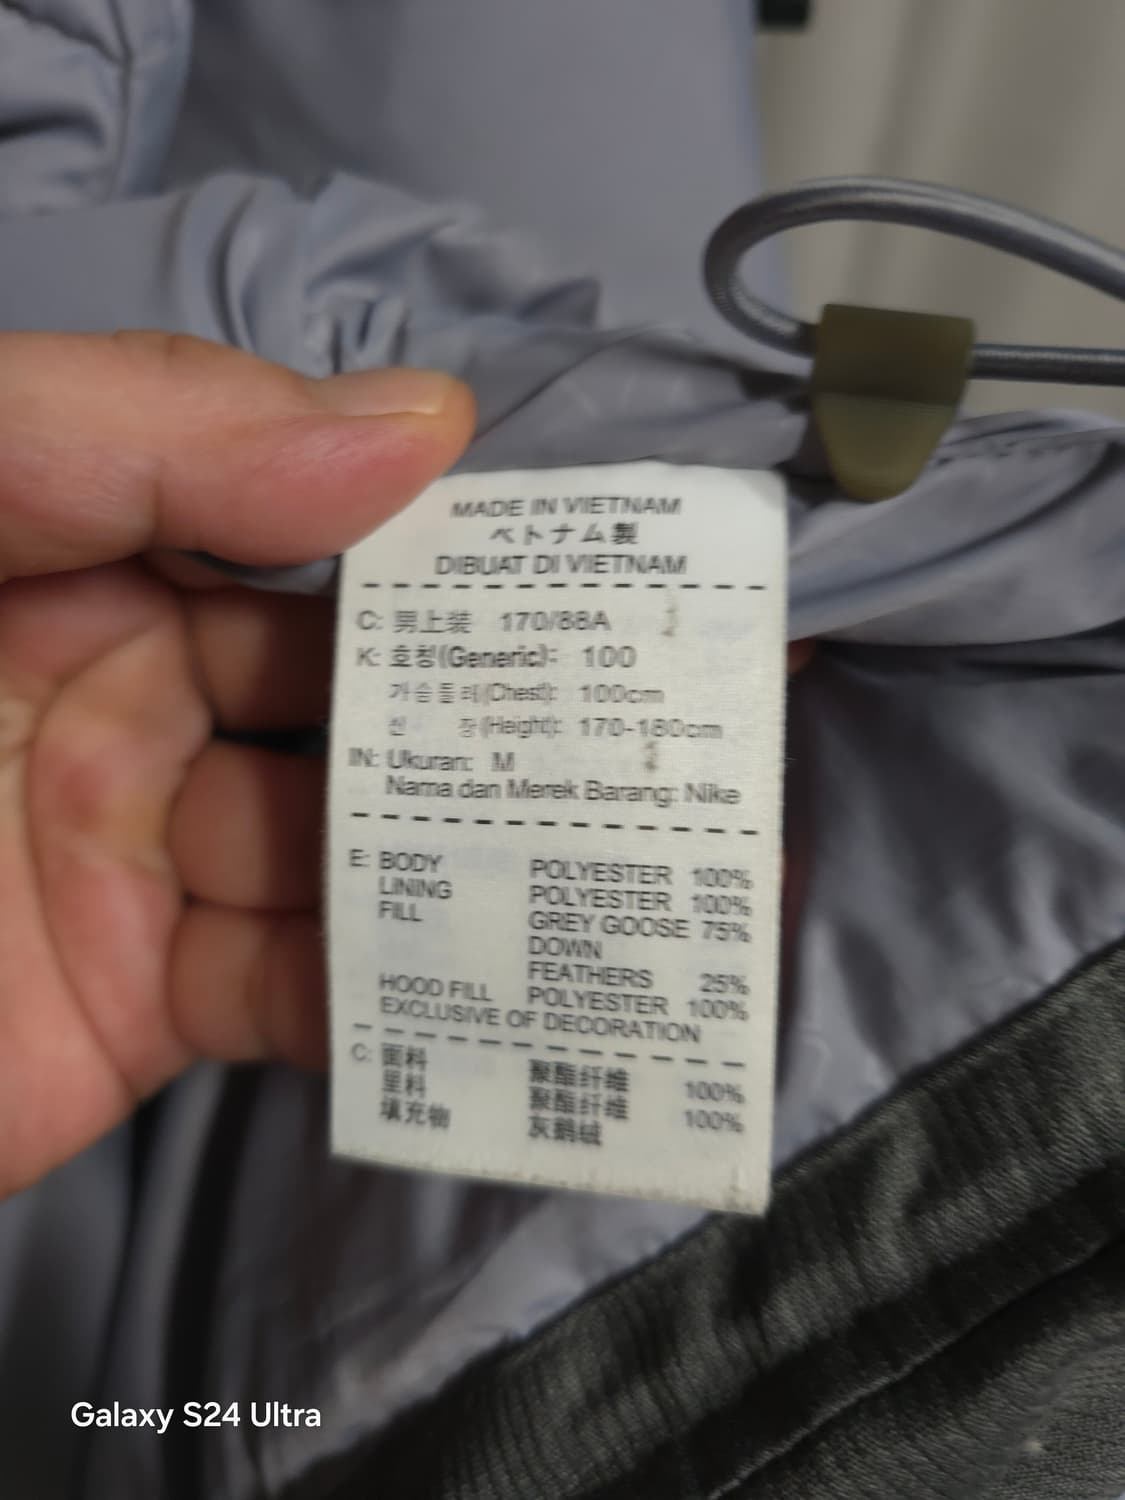 MADE IN VIETNAM
ベトナム製
DIBUAT DI VIETNAM
C: 男上装 170/88A
K: 호칭(Generic): 100
가슴둘레(Chest): 100cm
신 장(Height): 170-180cm
IN: Ukuran: M
Nama dan Merek Barang: Nike
E: BODY POLYESTER 100%
LINING POLYESTER 100%
FILL GREY GOOSE 75%
DOWN
FEATHERS 25%
HOOD FILL POLYESTER 100%
EXCLUSIVE OF DECORATION
C: 面料 聚酯纤维 100%
里料 聚酯纤维 100%
填充物 灰鹅绒
Galaxy S24 Ultra